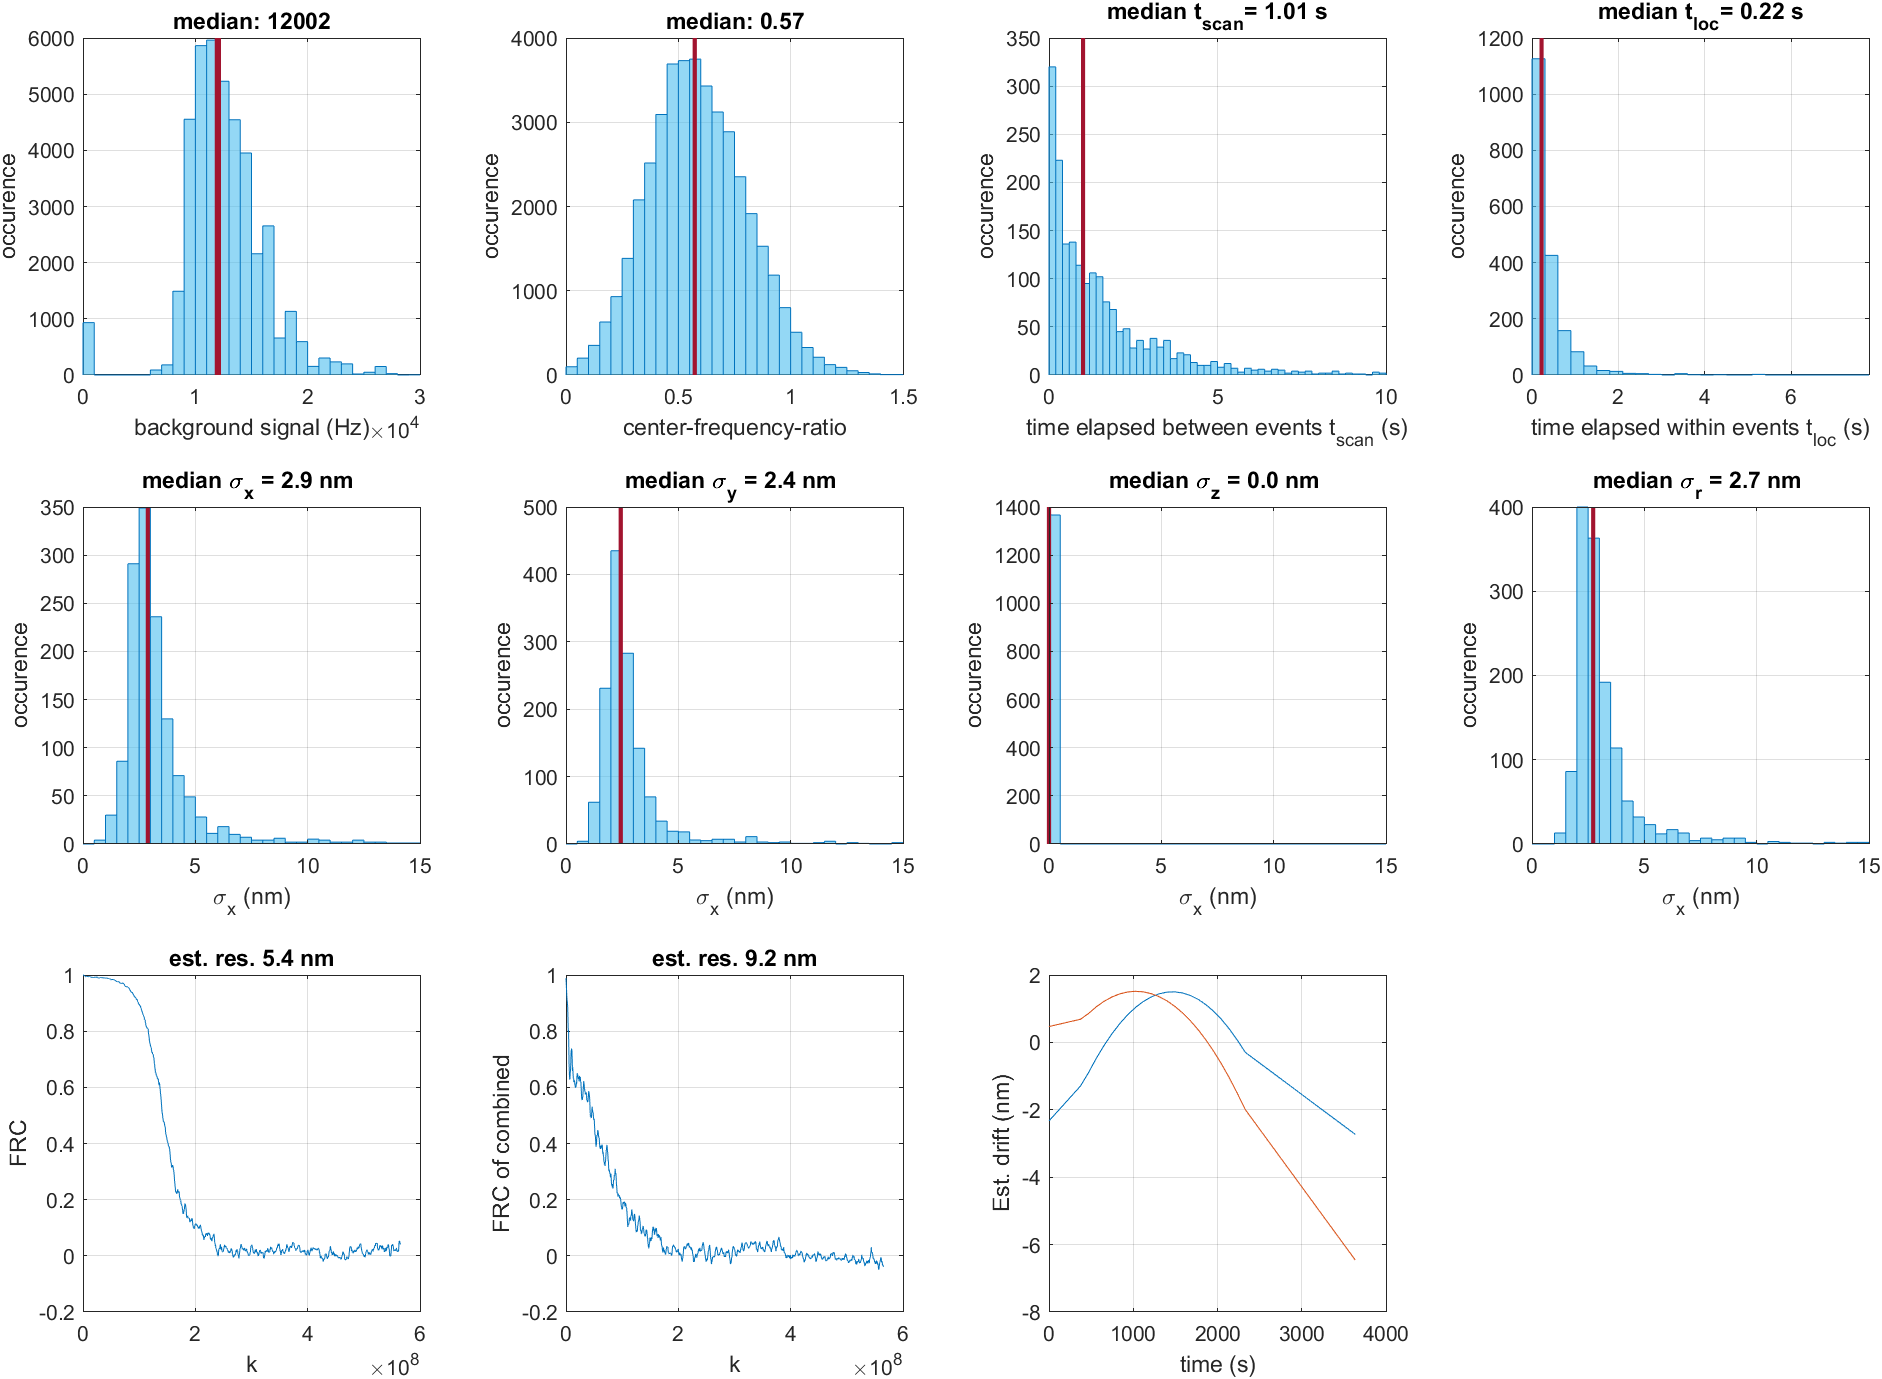 median: 12002
6000
5000
4000
3000
2000
1000
0
occurence
0 1 2 3
background signal (Hz) ×10⁴
median: 0.57
4000
3000
2000
1000
0
occurence
0 0.5 1 1.5
center-frequency-ratio
median t_scan = 1.01 s
350
300
250
200
150
100
50
0
occurence
0 5 10
time elapsed between events t_scan (s)
median t_loc = 0.22 s
1200
1000
800
600
400
200
0
occurence
0 2 4 6
time elapsed within events t_loc (s)
median σ_x = 2.9 nm
350
300
250
200
150
100
50
0
occurence
0 5 10 15
σ_x (nm)
median σ_y = 2.4 nm
500
400
300
200
100
0
occurence
0 5 10 15
σ_x (nm)
median σ_z = 0.0 nm
1400
1200
1000
800
600
400
200
0
occurence
0 5 10 15
σ_x (nm)
median σ_r = 2.7 nm
400
300
200
100
0
occurence
0 5 10 15
σ_x (nm)
est. res. 5.4 nm
1
0.8
0.6
0.4
0.2
0
-0.2
FRC
0 2 4 6
k ×10⁸
est. res. 9.2 nm
1
0.8
0.6
0.4
0.2
0
-0.2
FRC of combined
0 2 4 6
k ×10⁸
2
0
-2
-4
-6
-8
Est. drift (nm)
0 1000 2000 3000 4000
time (s)